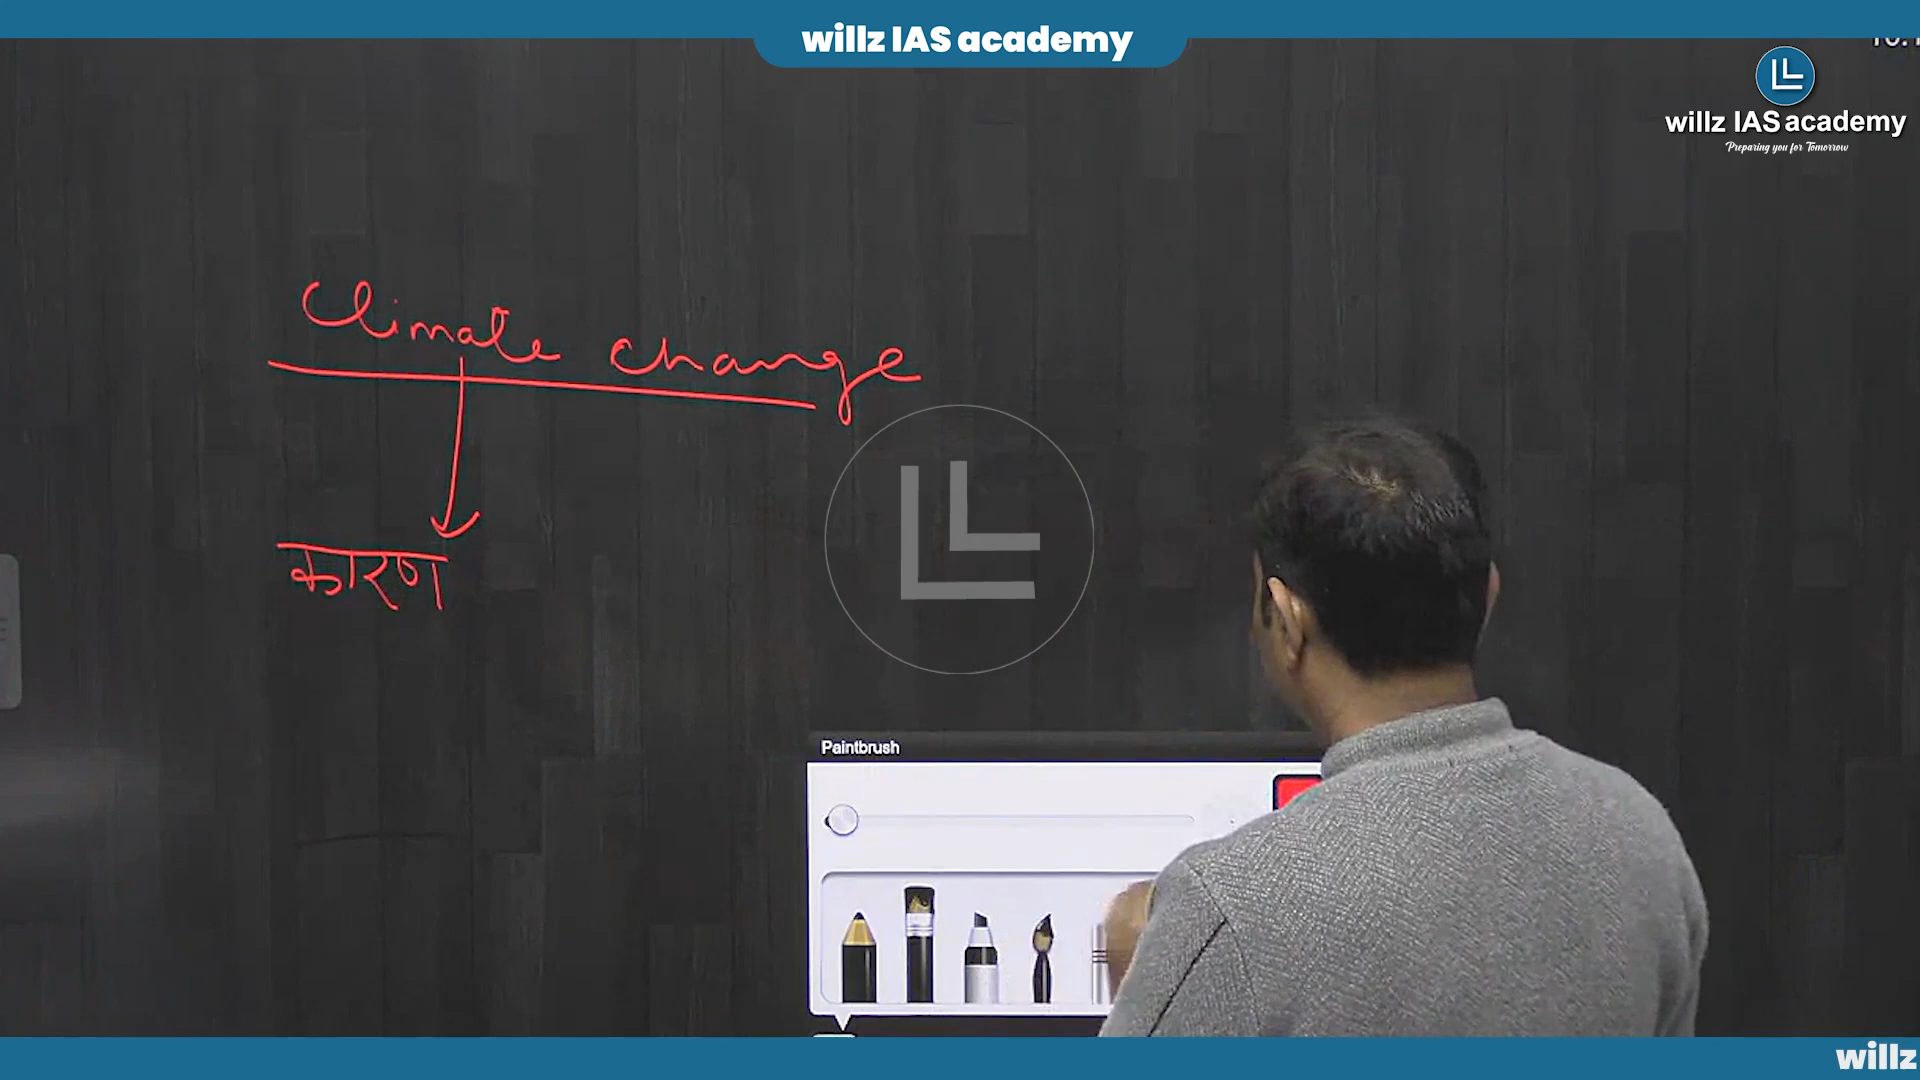 willz IAS academy
willz IAS academy
Preparing you for Tomorrow
Climate change
कारण
Paintbrush
willz